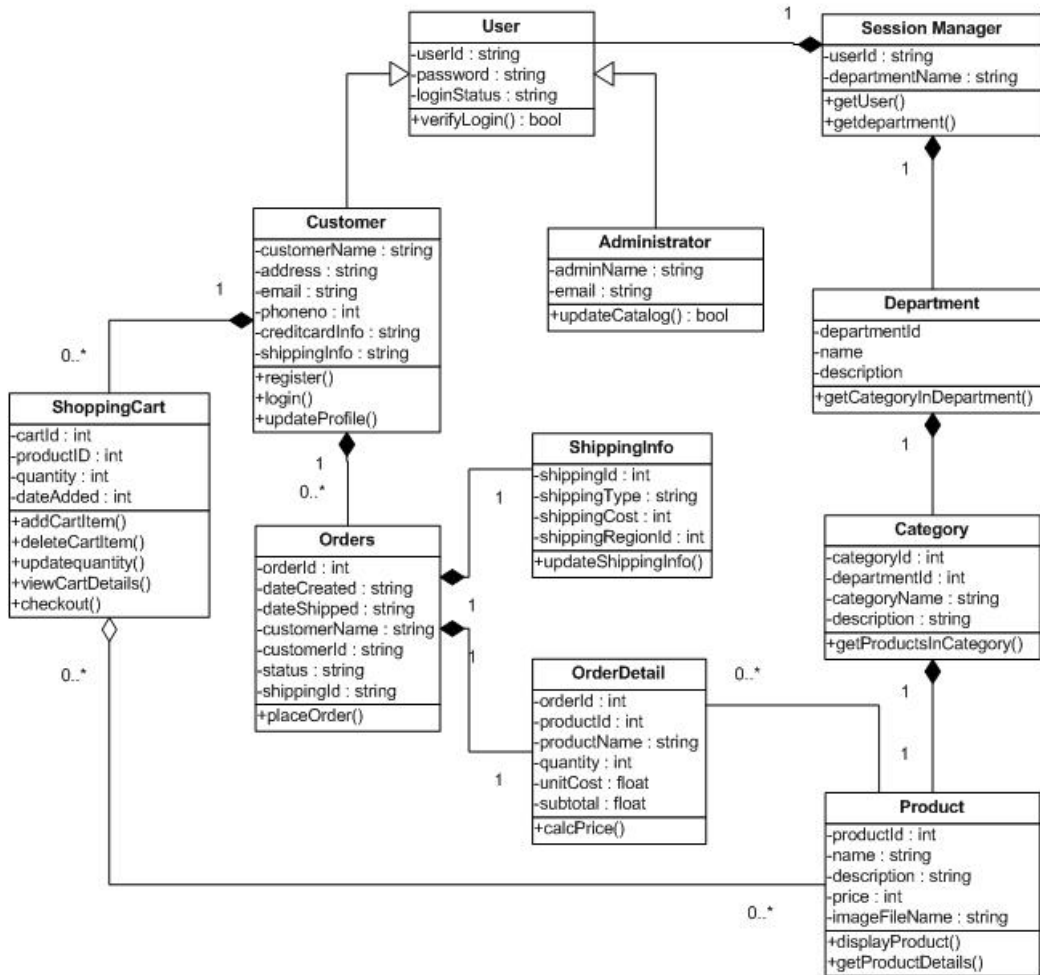 User
-userId : string
-password : string
-loginStatus : string
+verifyLogin() : bool
1
Session Manager
-userId : string
-departmentName : string
+getUser()
+getdepartment()
1
Customer
-customerName : string
-address : string
-email : string
-phoneno : int
-creditcardInfo : string
-shippingInfo : string
+register()
+login()
+updateProfile()
Administrator
-adminName : string
-email : string
+updateCatalog() : bool
1
0..*
Department
-departmentId
-name
-description
+getCategoryInDepartment()
1
ShoppingCart
-cartId : int
-productID : int
-quantity : int
-dateAdded : int
+addCartItem()
+deleteCartItem()
+updatequantity()
+viewCartDetails()
+checkout()
0..*
1
0..*
Orders
-orderId : int
-dateCreated : string
-dateShipped : string
-customerName : string
-customerId : string
-status : string
-shippingId : string
+placeOrder()
ShippingInfo
-shippingId : int
-shippingType : string
-shippingCost : int
-shippingRegionId : int
+updateShippingInfo()
1
1
1
1
Category
-categoryId : int
-departmentId : int
-categoryName : string
-description : string
+getProductsInCategory()
1
OrderDetail
-orderId : int
-productId : int
-productName : string
-quantity : int
-unitCost : float
-subtotal : float
+calcPrice()
0..*
1
Product
-productId : int
-name : string
-description : string
-price : int
-imageFileName : string
+displayProduct()
+getProductDetails()
0..*